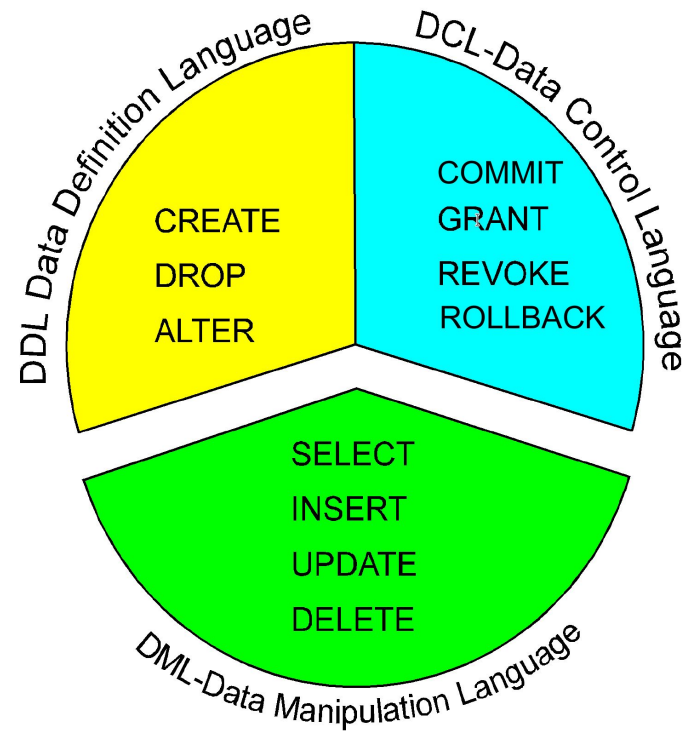 DDL Data Definition Language
CREATE
DROP
ALTER
DCL-Data Control Language
COMMIT
GRANT
REVOKE
ROLLBACK
SELECT
INSERT
UPDATE
DELETE
DML-Data Manipulation Language